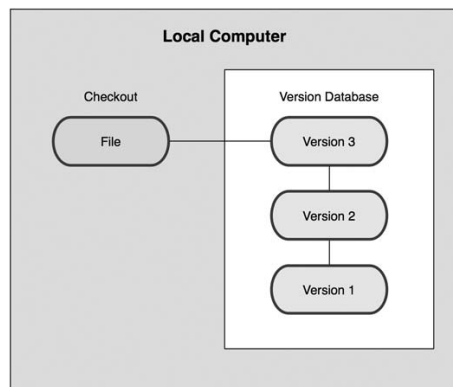 Local Computer
Checkout
Version Database
File
Version 3
Version 2
Version 1